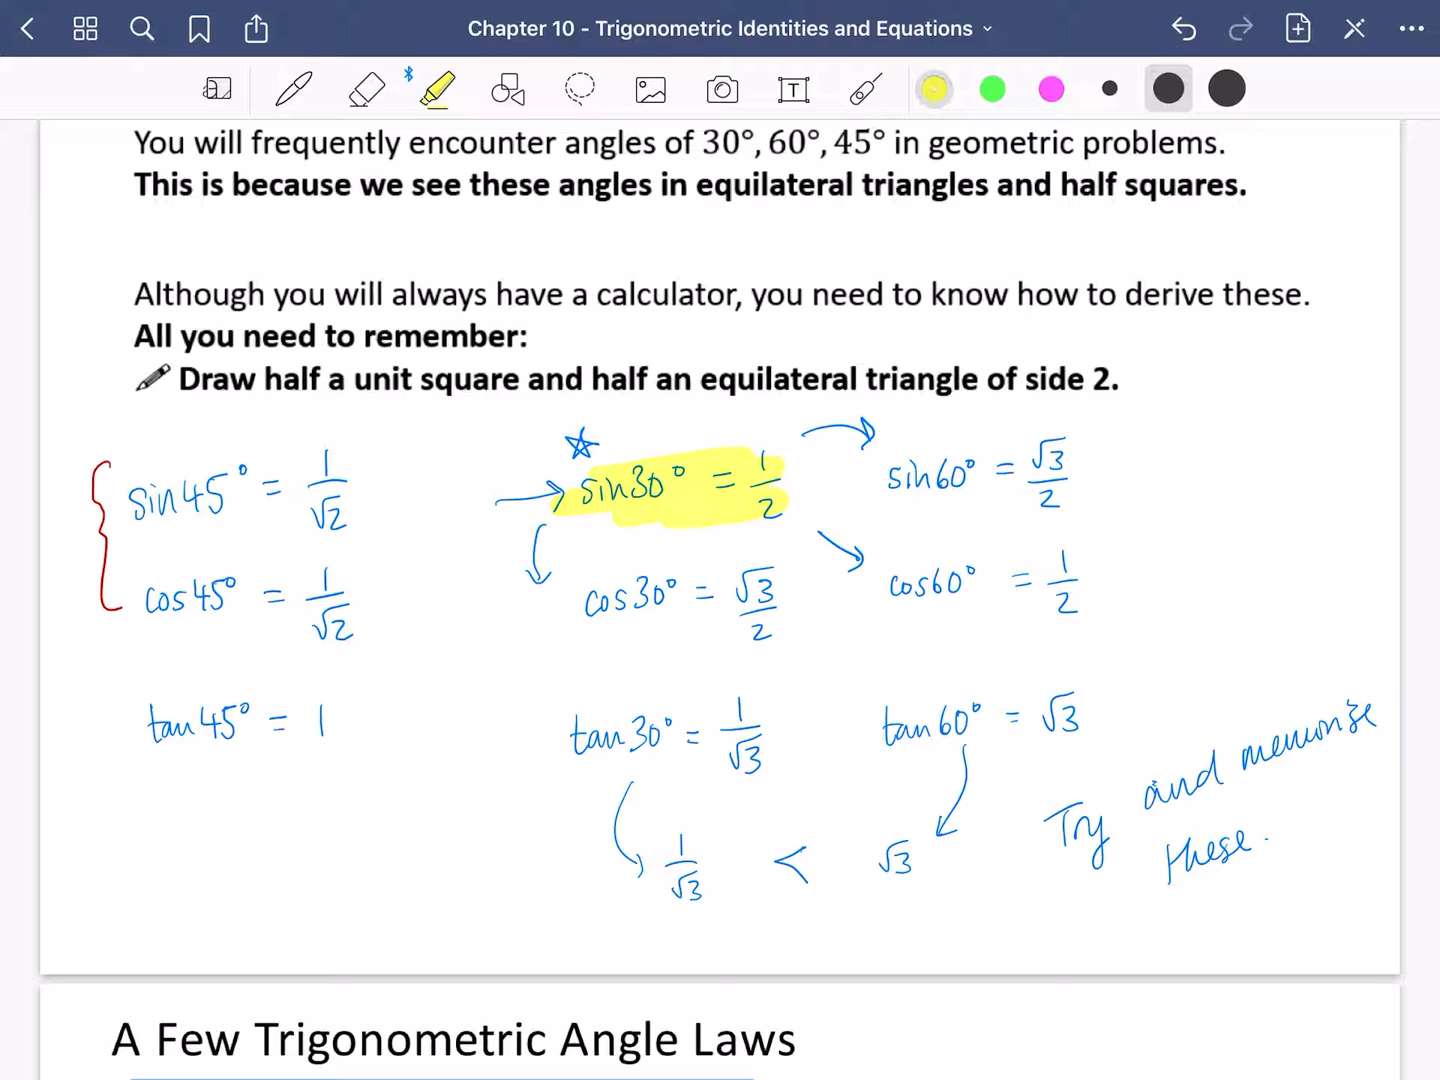 Chapter 10 - Trigonometric Identities and Equations
You will frequently encounter angles of 30°, 60°, 45° in geometric problems.
This is because we see these angles in equilateral triangles and half squares.
Although you will always have a calculator, you need to know how to derive these.
All you need to remember:
Draw half a unit square and half an equilateral triangle of side 2.
sin45° = 1/√2
cos45° = 1/√2
tan45° = 1
sin30° = 1/2
cos30° = √3/2
tan30° = 1/√3
sin60° = √3/2
cos60° = 1/2
tan60° = √3
1/√3 < √3
Try and memorise
these.
A Few Trigonometric Angle Laws